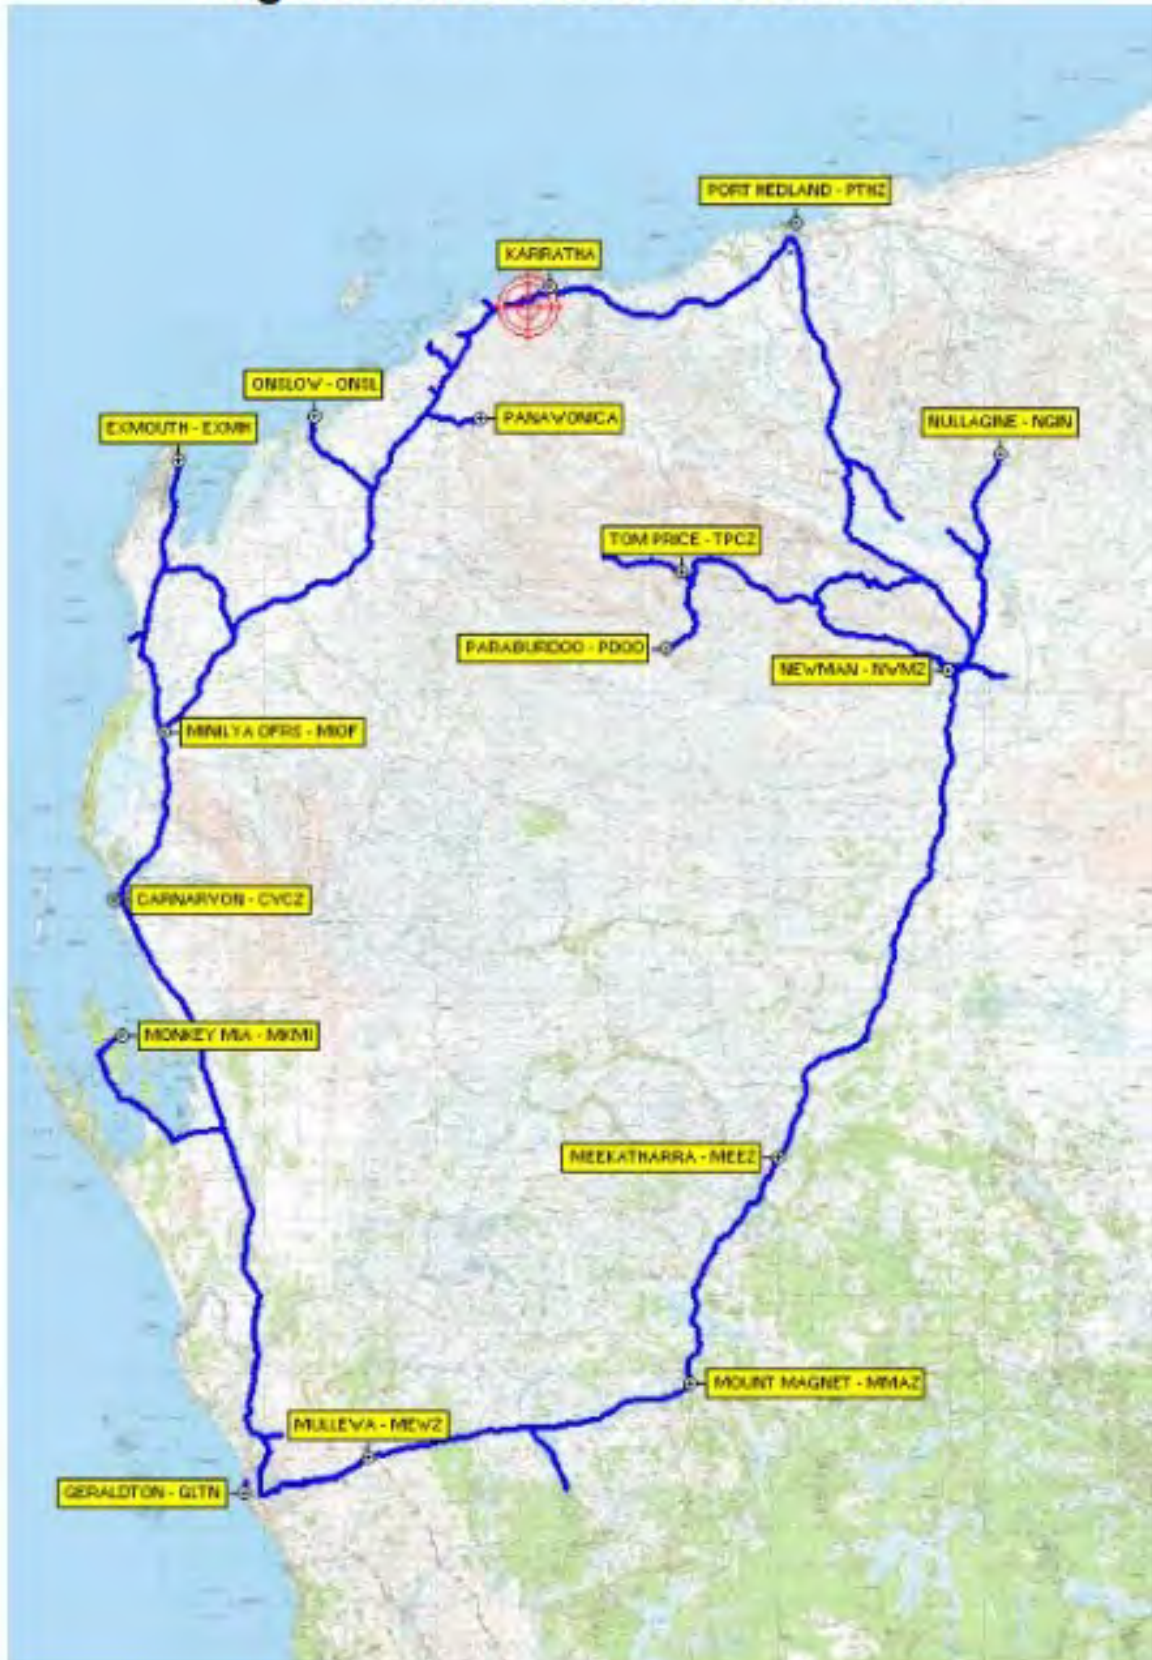 PORT HEDLAND - PTHZ
KARRATHA
ONSLOW - ONSL
PANAWONICA
NULLAGINE - NGIN
EXMOUTH - EXMH
TOM PRICE - TPCZ
PARABURDOO - PDOO
NEWMAN - NWMZ
MINILYA OFRS - MIOF
CARNARVON - CVCZ
MONKEY MIA - MKMI
MEEKATHARRA - MEEZ
MOUNT MAGNET - MMAZ
MULLEWA - MEWZ
GERALDTON - GLTN